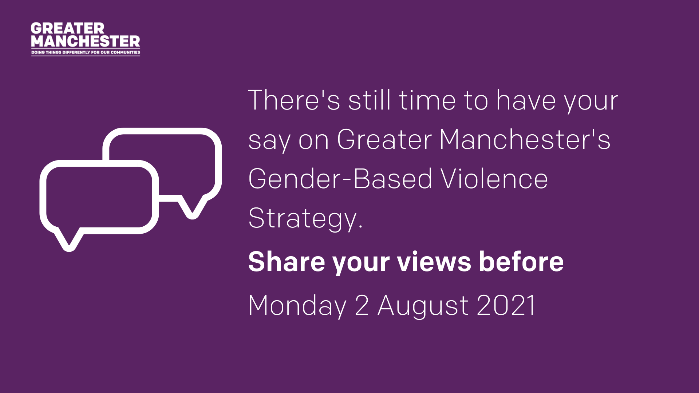 GREATER
MANCHESTER
DOING THINGS DIFFERENTLY FOR OUR COMMUNITIES
There's still time to have your
say on Greater Manchester's
Gender-Based Violence
Strategy.
Share your views before
Monday 2 August 2021